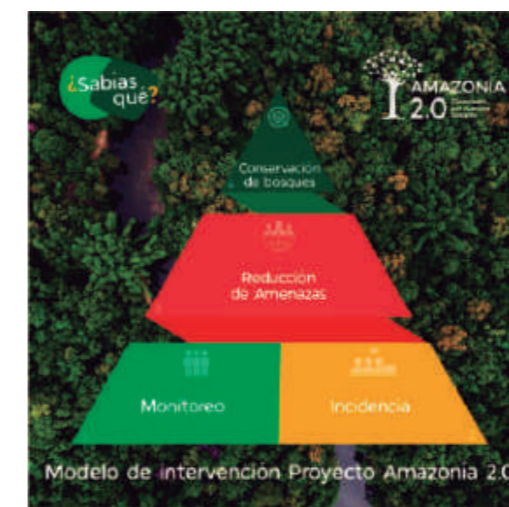 ¿Sabías
qué?
AMAZONÍA
2.0
Conservación
de bosques
Reducción
de Amenazas
Monitoreo
Incidencia
Modelo de intervención Proyecto Amazonía 2.0